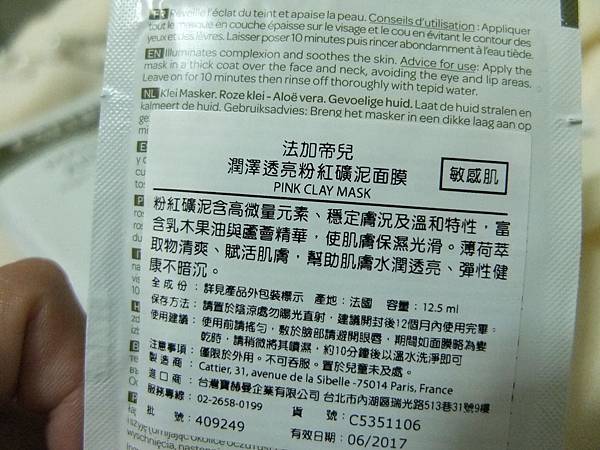 FR Réveille l'éclat du teint et apaise la peau. Conseils d'utilisation : Appliquer
tout le masque en couche épaisse sur le visage et le cou en évitant le contour des
yeux et des lèvres. Laisser poser 10 minutes puis rincer abondamment à l'eau tiède.
EN Illuminates complexion and soothes the skin. Advice for use: Apply the
mask in a thick coat over the face and neck, avoiding the eye and lip areas.
Leave on for 10 minutes then rinse off thoroughly with tepid water.
NL Klei Masker. Roze klei - Aloë vera. Gevoelige huid. Laat de huid stralen en
kalmeert de huid. Gebruiksadvies: Breng het masker in een dikke laag aan op
法加帝兒
潤澤透亮粉紅礦泥面膜
敏感肌
PINK CLAY MASK
粉紅礦泥含高微量元素、穩定膚況及溫和特性，富
含乳木果油與蘆薈精華，使肌膚保濕光滑。薄荷萃
取物清爽、賦活肌膚，幫助肌膚水潤透亮、彈性健
康不暗沉。
全成份：詳見產品外包裝標示 產地：法國 容量：12.5 ml
保存方法：請置於陰涼處勿曬光直射，建議開封後12個月內使用完畢。
使用建議：使用前請搖勻，敷於臉部請避開眼唇，期間如面膜略為變
乾時，請稍微將其噴濕，約10分鐘後以溫水洗淨即可
注意事項：僅限於外用。不可吞服。置於兒童未及處。
製造商：Cattier, 31, avenue de la Sibelle -75014 Paris, France
進口商：台灣寶赫曼企業有限公司 台北市內湖區瑞光路513巷31號9樓
服務專線：02-2658-0199 貨號：C5351106
批號：409249 有效日期：06/2017